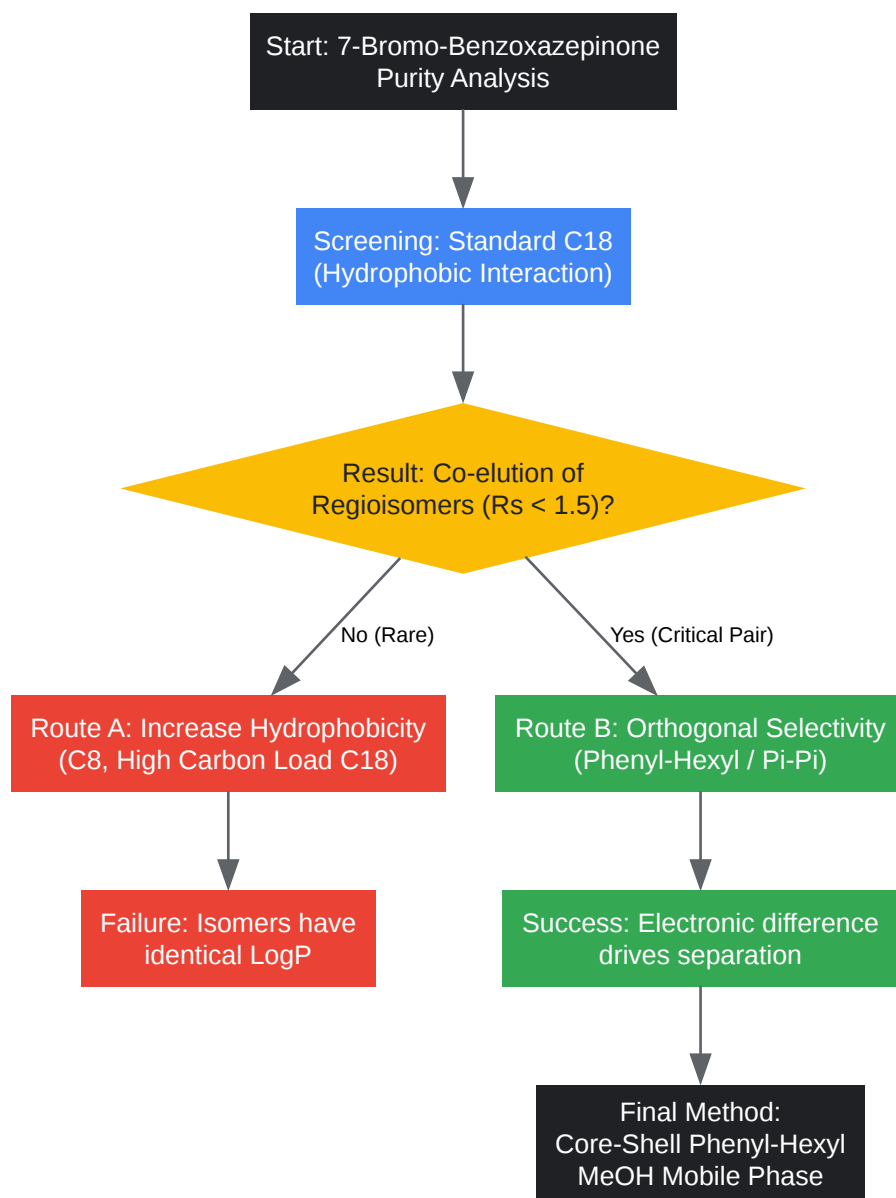 Start: 7-Bromo-Benzoxazepinone
Purity Analysis
Screening: Standard C18
(Hydrophobic Interaction)
Result: Co-elution of
Regioisomers (Rs < 1.5)?
No (Rare)
Yes (Critical Pair)
Route A: Increase Hydrophobicity
(C8, High Carbon Load C18)
Route B: Orthogonal Selectivity
(Phenyl-Hexyl / Pi-Pi)
Failure: Isomers have
identical LogP
Success: Electronic difference
drives separation
Final Method:
Core-Shell Phenyl-Hexyl
MeOH Mobile Phase